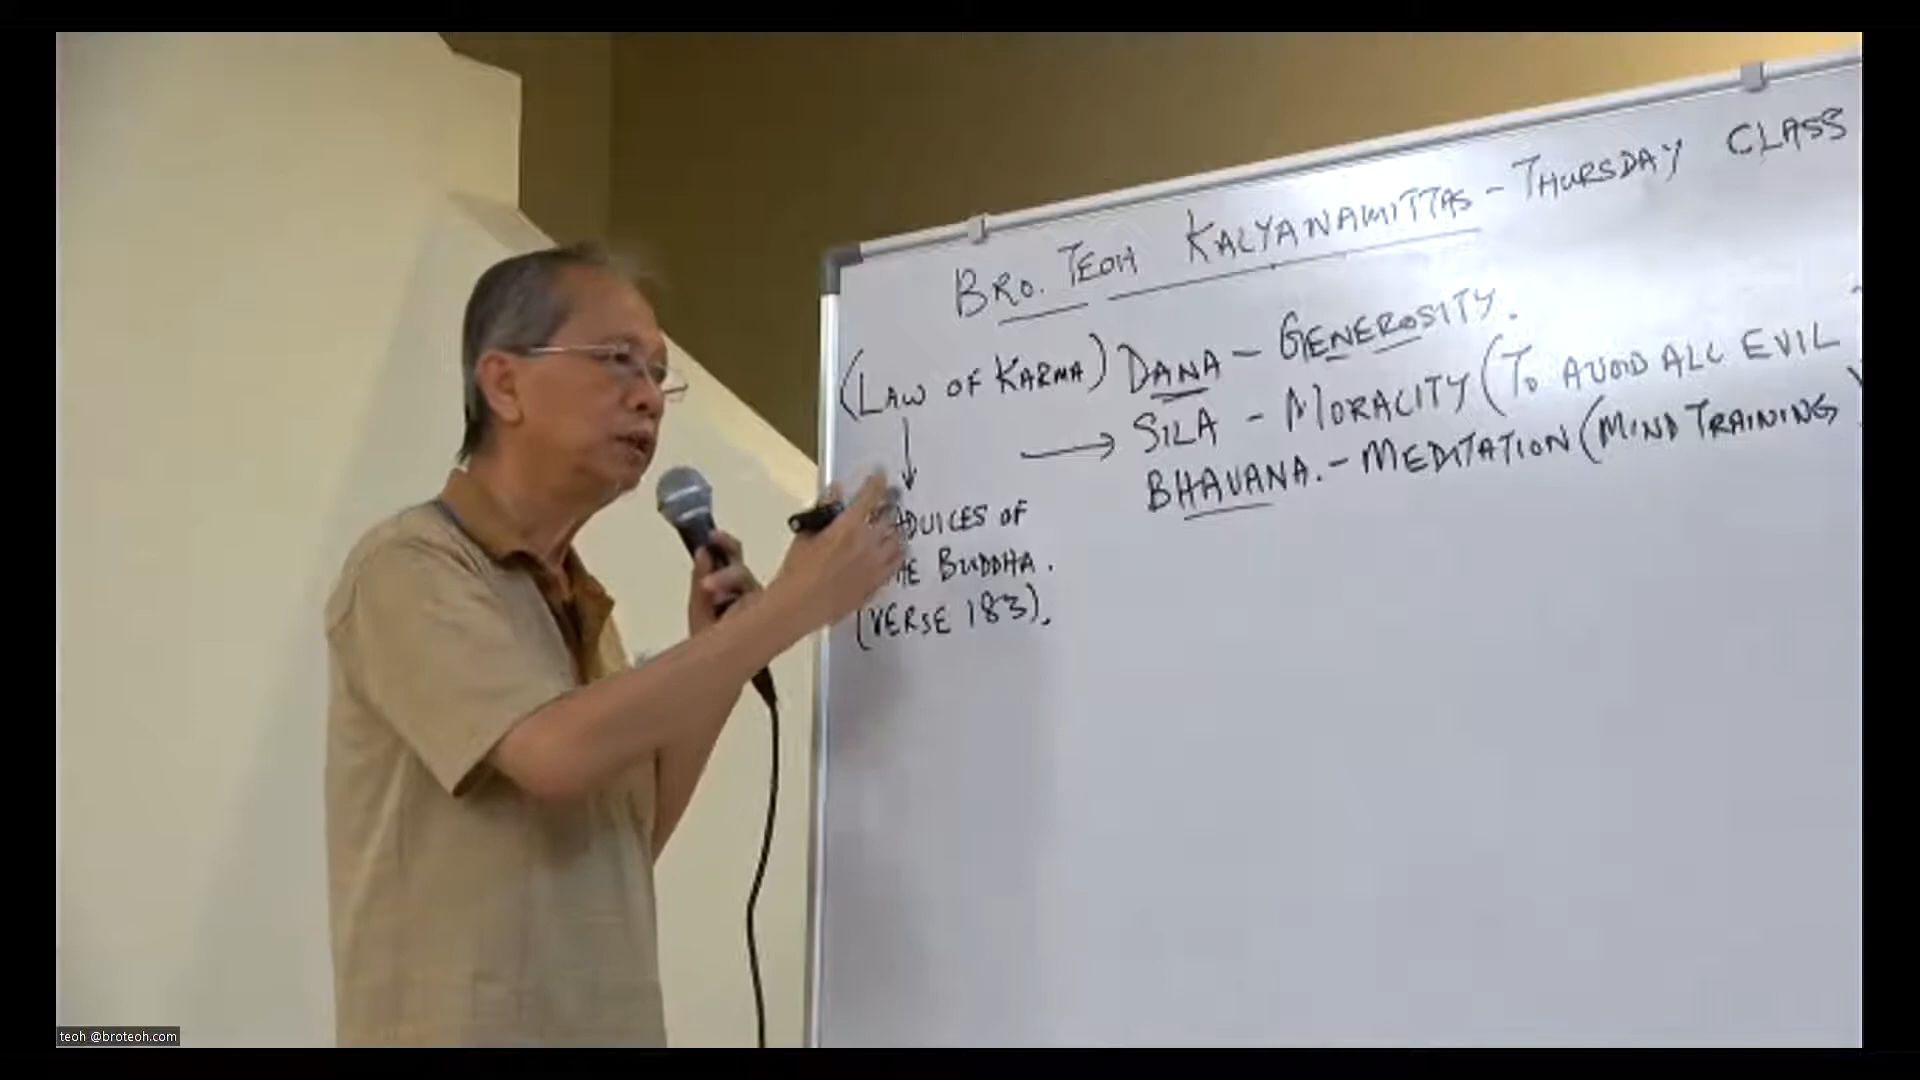 BRO. TEOH KALYANAMITTAS - THURSDAY CLASS
(LAW OF KARMA) DANA - GENEROSITY.
→ SILA - MORALITY (TO AVOID ALL EVIL
BHAVANA. - MEDITATION (MIND TRAINING)
ADVICES OF
BUDDHA.
(VERSE 183).
teoh @broteoh.com